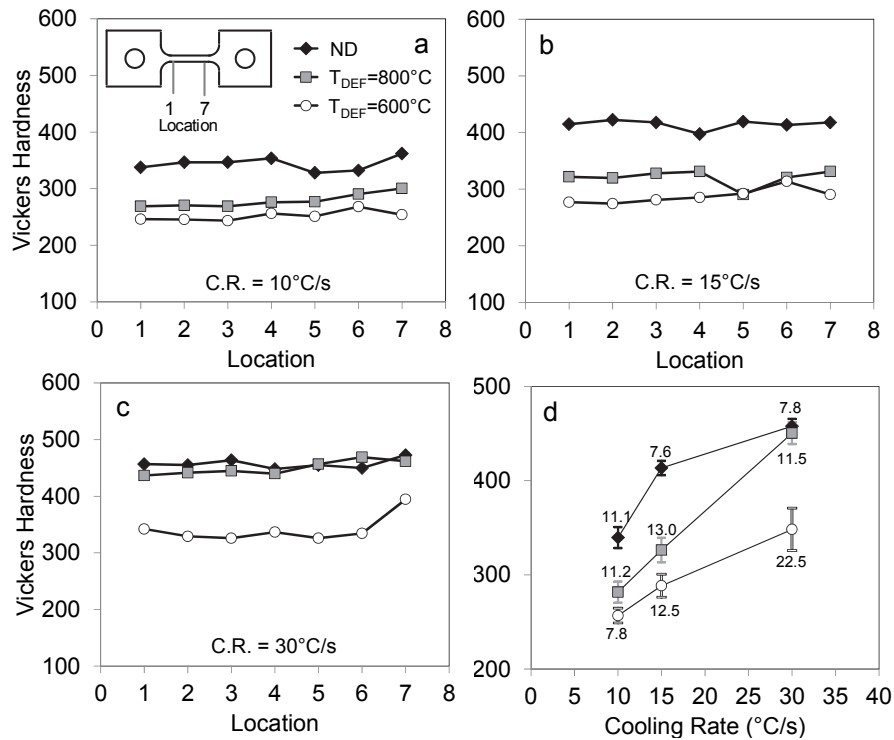 600
500
400
300
200
100
Vickers Hardness
a
ND
T_DEF=800°C
T_DEF=600°C
1 7
Location
C.R. = 10°C/s
0 1 2 3 4 5 6 7 8
Location
600
500
400
300
200
100
b
C.R. = 15°C/s
0 1 2 3 4 5 6 7 8
Location
600
500
400
300
200
100
Vickers Hardness
c
C.R. = 30°C/s
0 1 2 3 4 5 6 7 8
Location
500
400
300
200
d
7.8
7.6
11.5
11.1
13.0
11.2
22.5
12.5
7.8
0 5 10 15 20 25 30 35 40
Cooling Rate (°C/s)